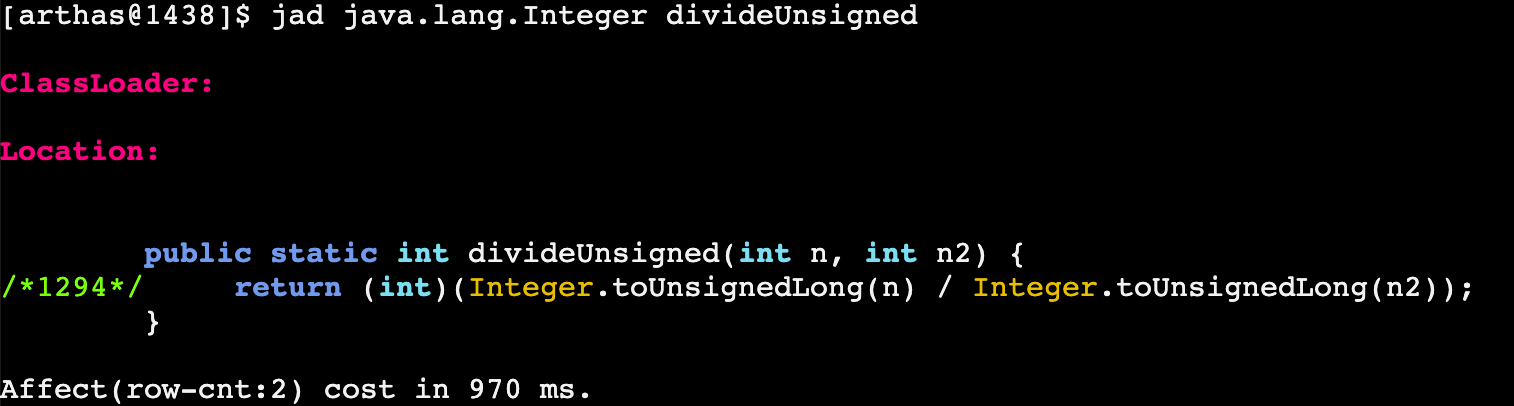 [arthas@1438]$ jad java.lang.Integer divideUnsigned
ClassLoader:
Location:
public static int divideUnsigned(int n, int n2) {
/*1294*/ return (int)(Integer.toUnsignedLong(n) / Integer.toUnsignedLong(n2));
}
Affect(row-cnt:2) cost in 970 ms.